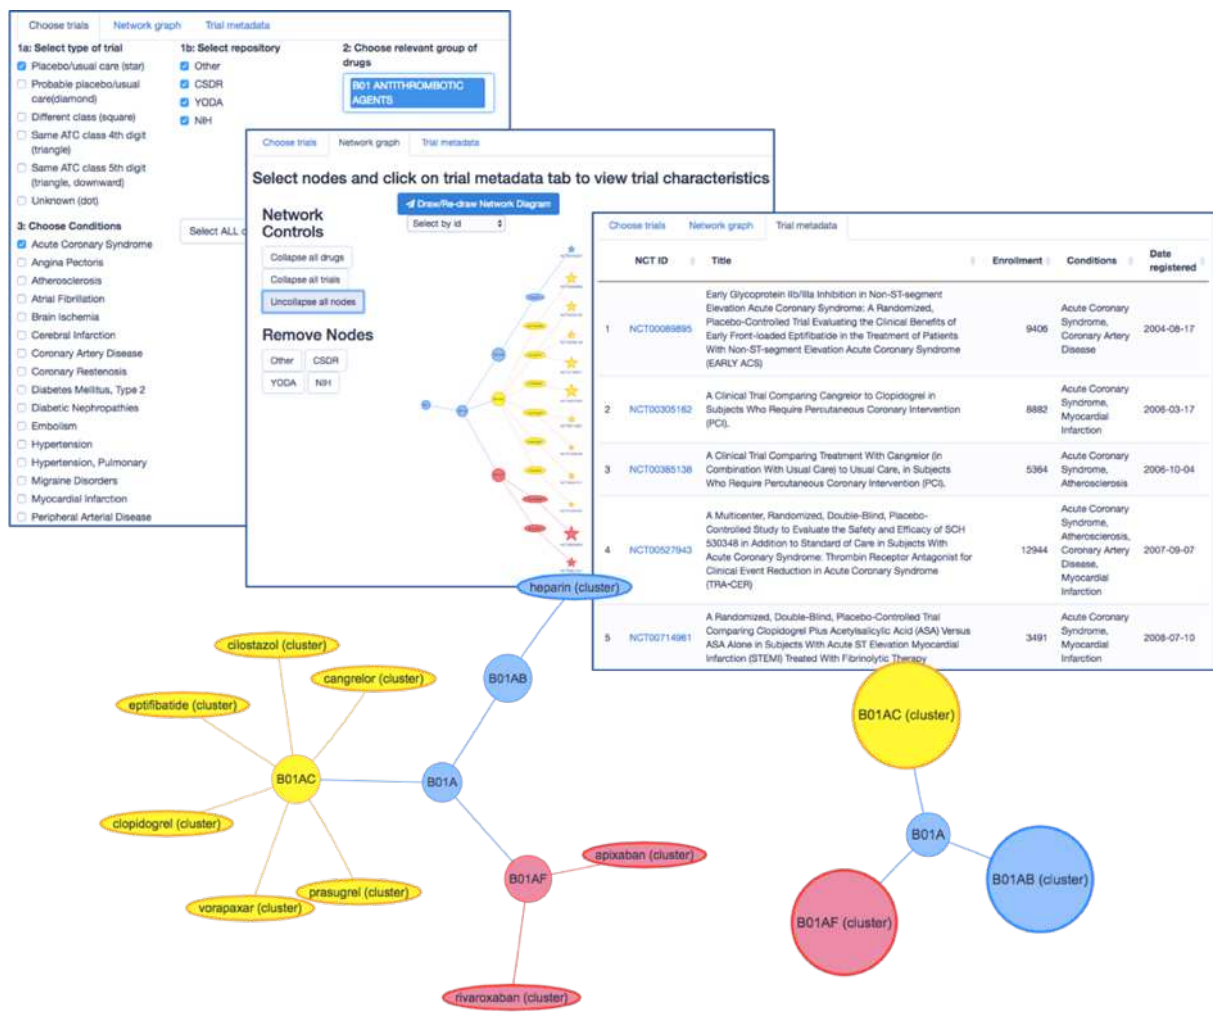 Choose trials Network graph Trial metadata
1a: Select type of trial
Placebo/usual care (star)
Probable placebo/usual
care(diamond)
Different class (square)
Same ATC class 4th digit
(triangle)
Same ATC class 5th digit
(triangle, downward)
Unknown (dot)
1b: Select repository
Other
CSDR
YODA
NIH
2: Choose relevant group of
drugs
B01 ANTITHROMBOTIC
AGENTS
3: Choose Conditions
Select ALL
Acute Coronary Syndrome
Angina Pectoris
Atherosclerosis
Atrial Fibrillation
Brain Ischemia
Cerebral Infarction
Coronary Artery Disease
Coronary Restenosis
Diabetes Mellitus, Type 2
Diabetic Nephropathies
Embolism
Hypertension
Hypertension, Pulmonary
Migraine Disorders
Myocardial Infarction
Peripheral Arterial Disease
Choose trials Network graph Trial metadata
Select nodes and click on trial metadata tab to view trial characteristics
Draw/Re-draw Network Diagram
Select by id
Network
Controls
Collapse all drugs
Collapse all trials
Uncollapse all nodes
Remove Nodes
Other CSDR
YODA NIH
Choose trials Network graph Trial metadata
NCT ID Title Enrollment Conditions Date
registered
1 NCT00089895 Early Glycoprotein IIb/IIIa Inhibition in Non-ST-segment
Elevation Acute Coronary Syndrome: A Randomized,
Placebo-Controlled Trial Evaluating the Clinical Benefits of
Early Front-loaded Eptifibatide in the Treatment of Patients
With Non-ST-segment Elevation Acute Coronary Syndrome
(EARLY ACS)
9406
Acute Coronary
Syndrome,
Coronary Artery
Disease
2004-08-17
2 NCT00305162 A Clinical Trial Comparing Cangrelor to Clopidogrel in
Subjects Who Require Percutaneous Coronary Intervention
(PCI).
8882
Acute Coronary
Syndrome,
Myocardial
Infarction
2006-03-17
3 NCT00385138 A Clinical Trial Comparing Treatment With Cangrelor (in
Combination With Usual Care) to Usual Care, in Subjects
Who Require Percutaneous Coronary Intervention (PCI).
5364
Acute Coronary
Syndrome,
Atherosclerosis
2006-10-04
4 NCT00527943 A Multicenter, Randomized, Double-Blind, Placebo-
Controlled Study to Evaluate the Safety and Efficacy of SCH
530348 in Addition to Standard of Care in Subjects With
Acute Coronary Syndrome: Thrombin Receptor Antagonist for
Clinical Event Reduction in Acute Coronary Syndrome
(TRA•CER)
12944
Acute Coronary
Syndrome,
Atherosclerosis,
Coronary Artery
Disease,
Myocardial
Infarction
2007-09-07
5 NCT00714961 A Randomized, Double-Blind, Placebo-Controlled Trial
Comparing Clopidogrel Plus Acetylsalicylic Acid (ASA) Versus
ASA Alone in Subjects With Acute ST Elevation Myocardial
Infarction (STEMI) Treated With Fibrinolytic Therapy
3491
Acute Coronary
Syndrome,
Myocardial
Infarction
2008-07-10
heparin (cluster)
cilostazol (cluster)
cangrelor (cluster)
B01AB
eptifibatide (cluster)
B01AC
B01A
clopidogrel (cluster)
apixaban (cluster)
B01AF
prasugrel (cluster)
vorapaxar (cluster)
rivaroxaban (cluster)
B01AC (cluster)
B01A
B01AB (cluster)
B01AF (cluster)